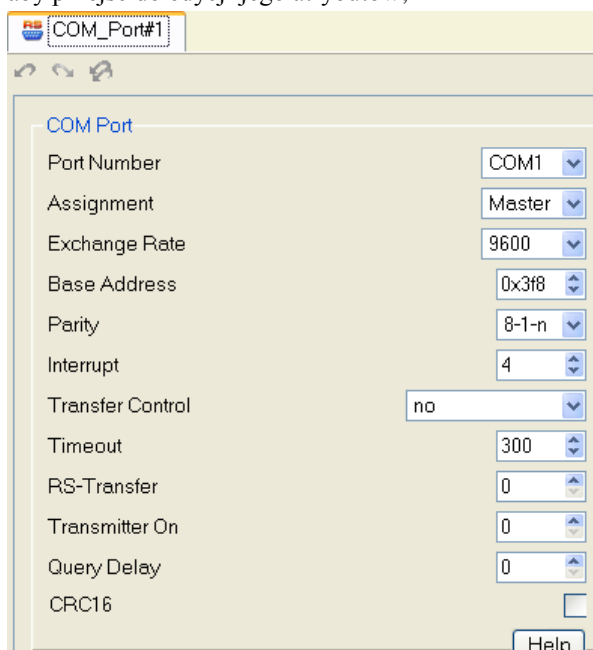 COM_Port#1
COM Port
Port Number COM1
Assignment Master
Exchange Rate 9600
Base Address 0x3f8
Parity 8-1-n
Interrupt 4
Transfer Control no
Timeout 300
RS-Transfer 0
Transmitter On 0
Query Delay 0
CRC16
Help